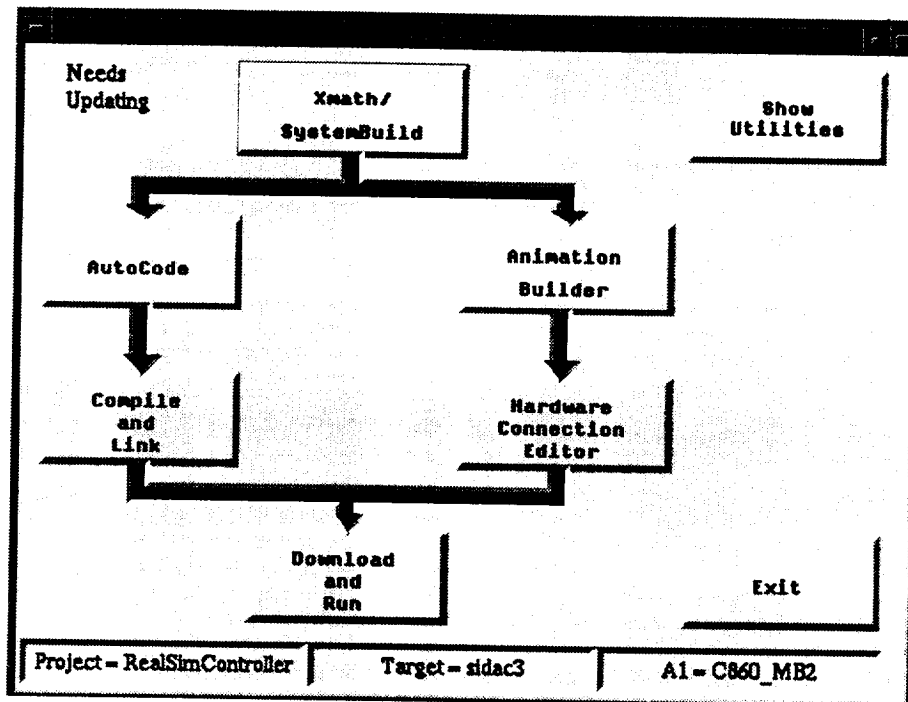 Needs
Updating
Xmath/
SystemBuild
Show
Utilities
AutoCode
Animation
Builder
Compile
and
Link
Hardware
Connection
Editor
Download
and
Run
Exit
Project = RealSimController
Target = sidac3
A1 = C860_MB2